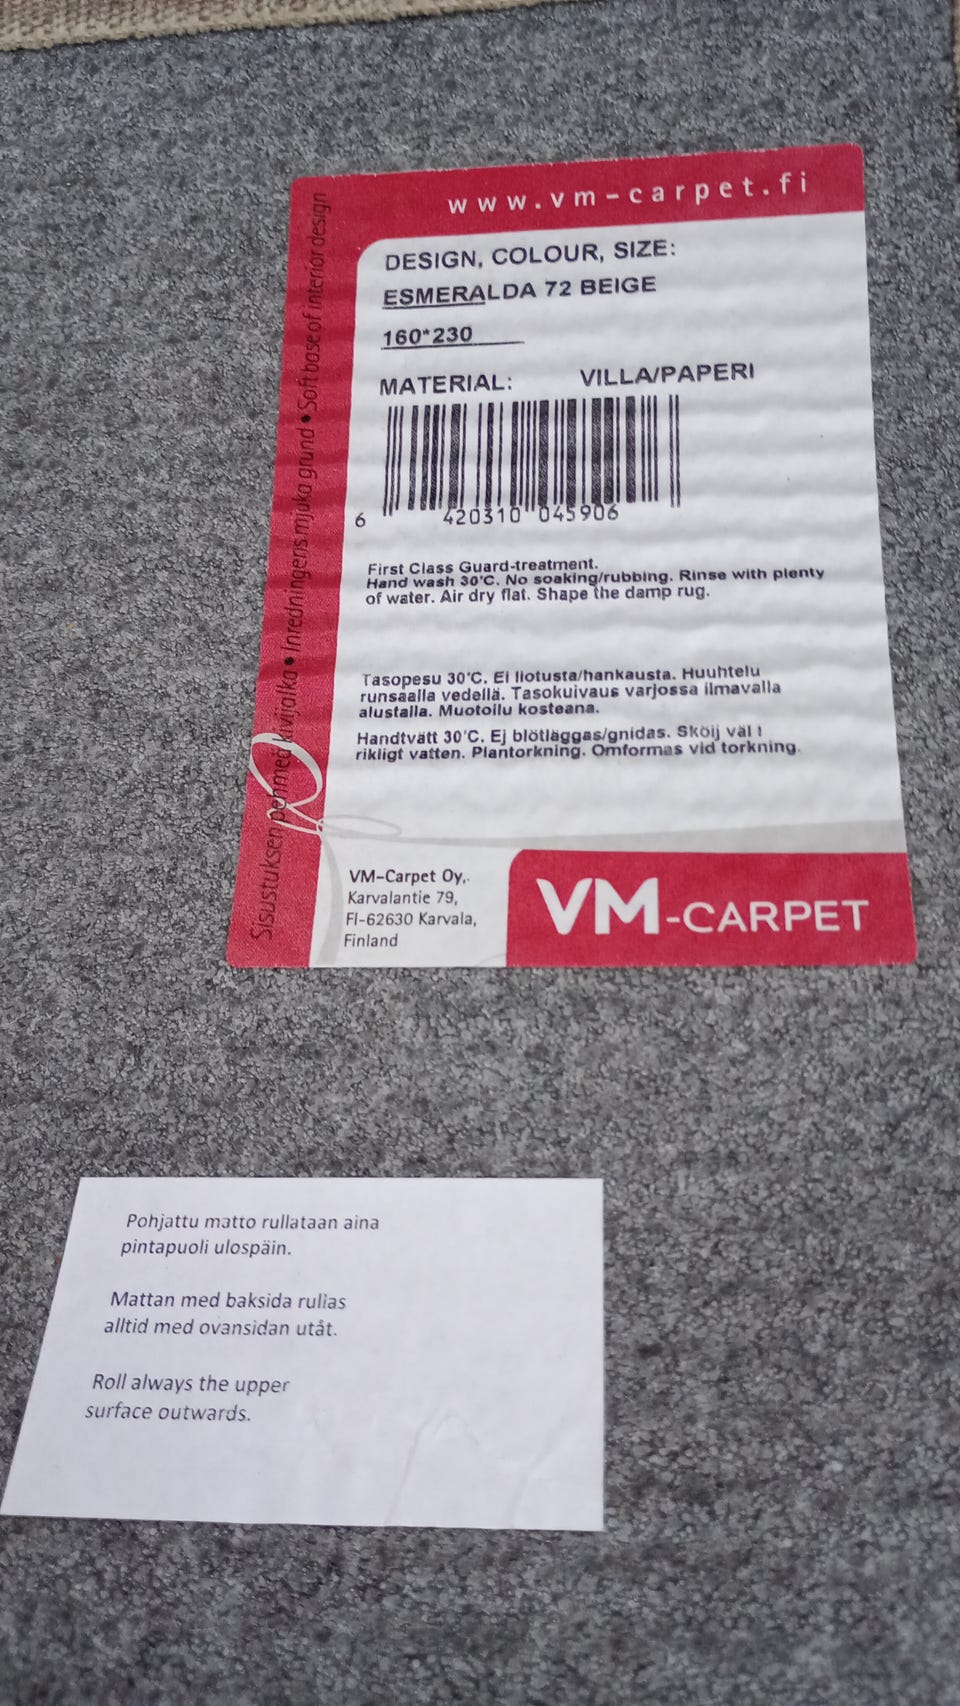 www.vm-carpet.fi
Sisustuksen pehmeä kivijalka • Inredningens mjuka grund • Soft base of interior design
DESIGN, COLOUR, SIZE:
ESMERALDA 72 BEIGE
160*230
MATERIAL: VILLA/PAPERI
6 420310 045906
First Class Guard-treatment.
Hand wash 30'C. No soaking/rubbing. Rinse with plenty
of water. Air dry flat. Shape the damp rug.
Tasopesu 30'C. Ei liotusta/hankausta. Huuhtelu
runsaalla vedellä. Tasokuivaus varjossa ilmavalla
alustalla. Muotoilu kosteana.
Handtvätt 30'C. Ej blötläggas/gnidas. Sköij väl i
rikligt vatten. Plantorkning. Omformas vid torkning.
VM-Carpet Oy,
Karvalantie 79,
FI-62630 Karvala,
Finland
VM-CARPET
Pohjattu matto rullataan aina
pintapuoli ulospäin.
Mattan med baksida rullas
alltid med ovansidan utåt.
Roll always the upper
surface outwards.